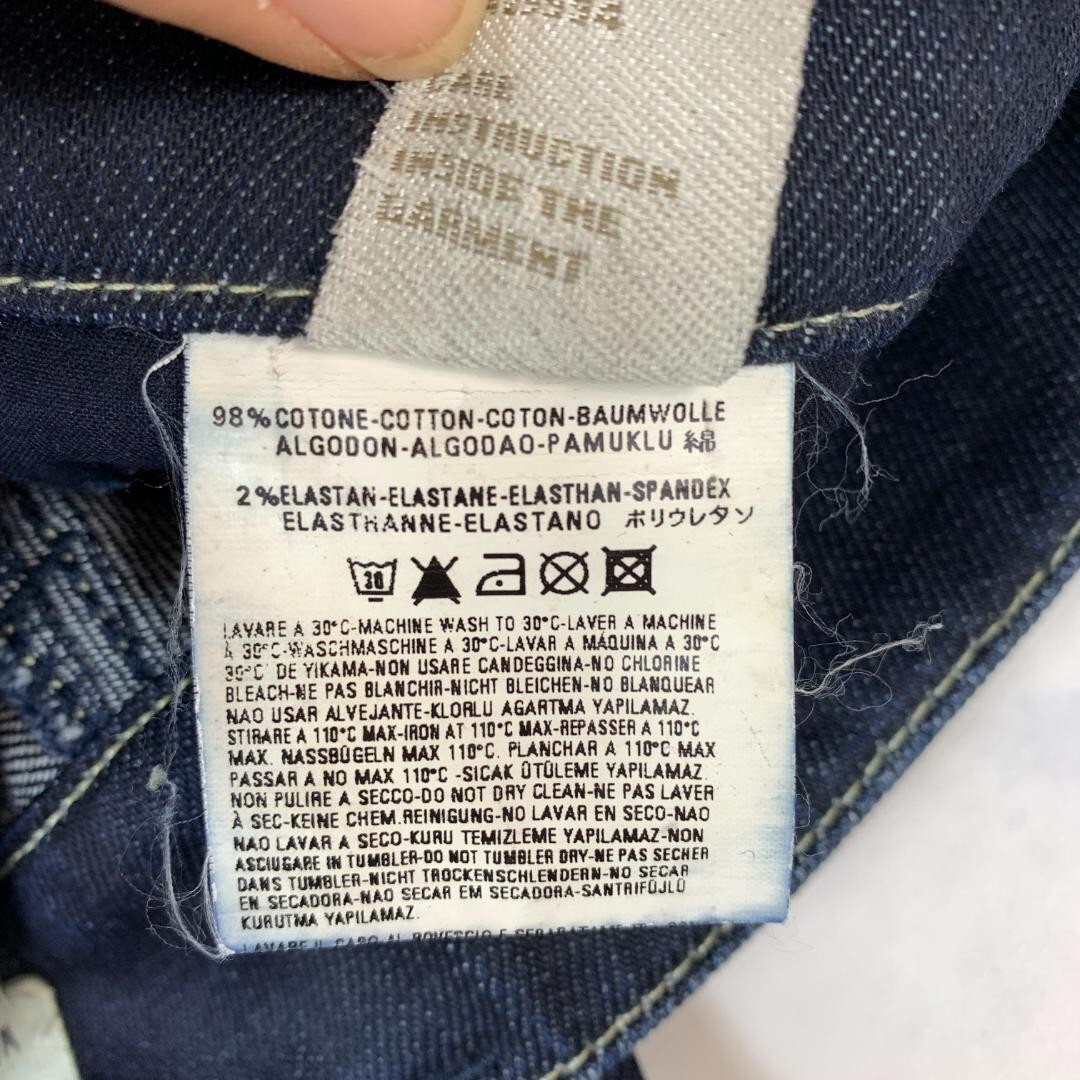 CARE
INSTRUCTION
INSIDE THE
GARMENT
98%COTONE-COTTON-COTON-BAUMWOLLE
ALGODON-ALGODAO-PAMUKLU 綿
2%ELASTAN-ELASTANE-ELASTHAN-SPANDEX
ELASTHANNE-ELASTANO ポリウレタン
30
LAVARE A 30°C-MACHINE WASH TO 30°C-LAVER A MACHINE
À 30°C-WASCHMASCHINE A 30°C-LAVAR A MÁQUINA A 30°C
30°C DE YIKAMA-NON USARE CANDEGGINA-NO CHLORINE
BLEACH-NE PAS BLANCHIR-NICHT BLEICHEN-NO BLANQUEAR
NAO USAR ALVEJANTE-KLORLU AGARTMA YAPILAMAZ.
STIRARE A 110°C MAX-IRON AT 110°C MAX-REPASSER A 110°C
MAX. NASSBÜGELN MAX 110°C. PLANCHAR A 110°C MAX
PASSAR A NO MAX 110°C -SICAK ÜTÜLEME YAPILAMAZ.
NON PULIRE A SECCO-DO NOT DRY CLEAN-NE PAS LAVER
À SEC-KEINE CHEM.REINIGUNG-NO LAVAR EN SECO-NAO
NAO LAVAR A SECO-KURU TEMIZLEME YAPILAMAZ-NON
ASCIUGARE IN TUMBLER-DO NOT TUMBLER DRY-NE PAS SECHER
DANS TUMBLER-NICHT TROCKENSCHLENDERN-NO SECAR
EN SECADORA-NAO SECAR EM SECADORA-SANTRIFÜJLÜ
KURUTMA YAPILAMAZ.
LAVARE IL CAPO AL ROVESCIO E SEPARATAMENTE